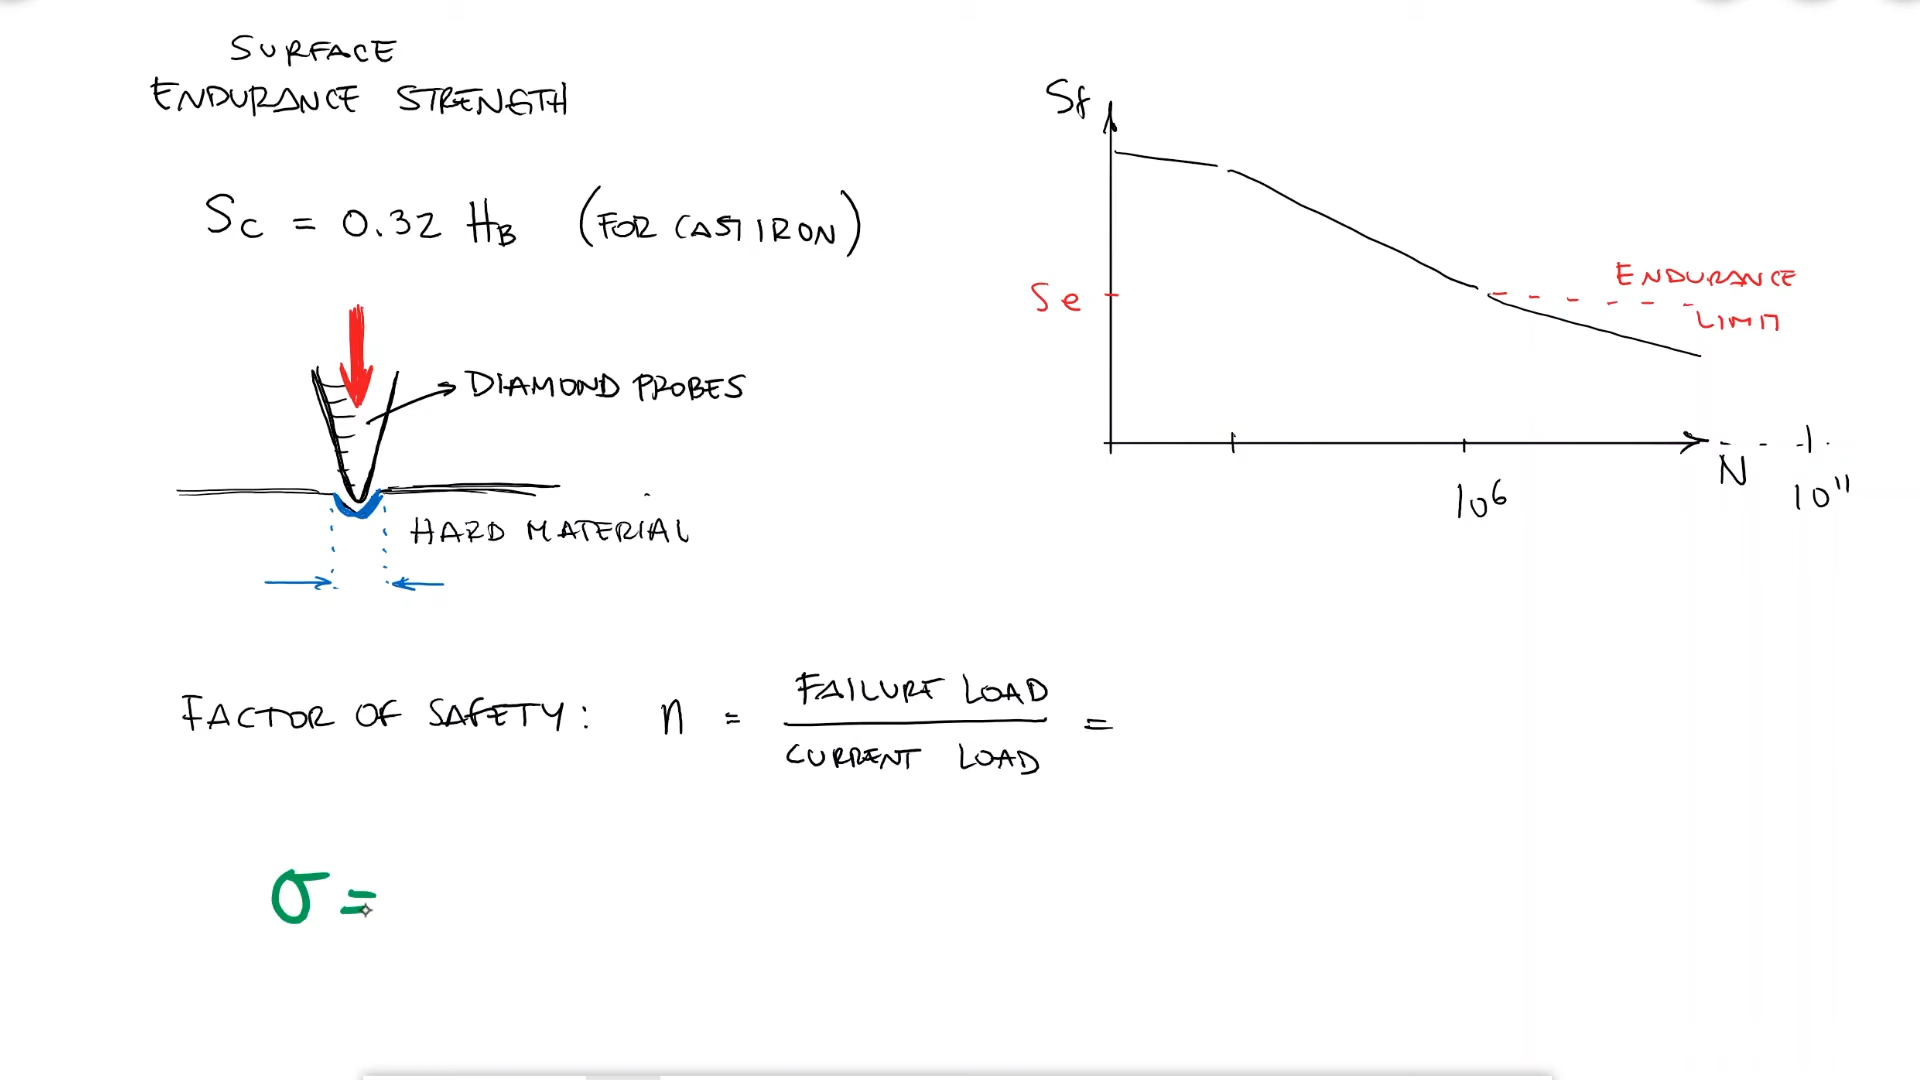 SURFACE
ENDURANCE STRENGTH
Sc = 0.32 HB (FOR CAST IRON)
DIAMOND PROBES
HARD MATERIAL
Sf
Se
ENDURANCE
LIMIT
N
10⁶
10¹¹
FACTOR OF SAFETY: n = FAILURE LOAD
CURRENT LOAD =
σ =